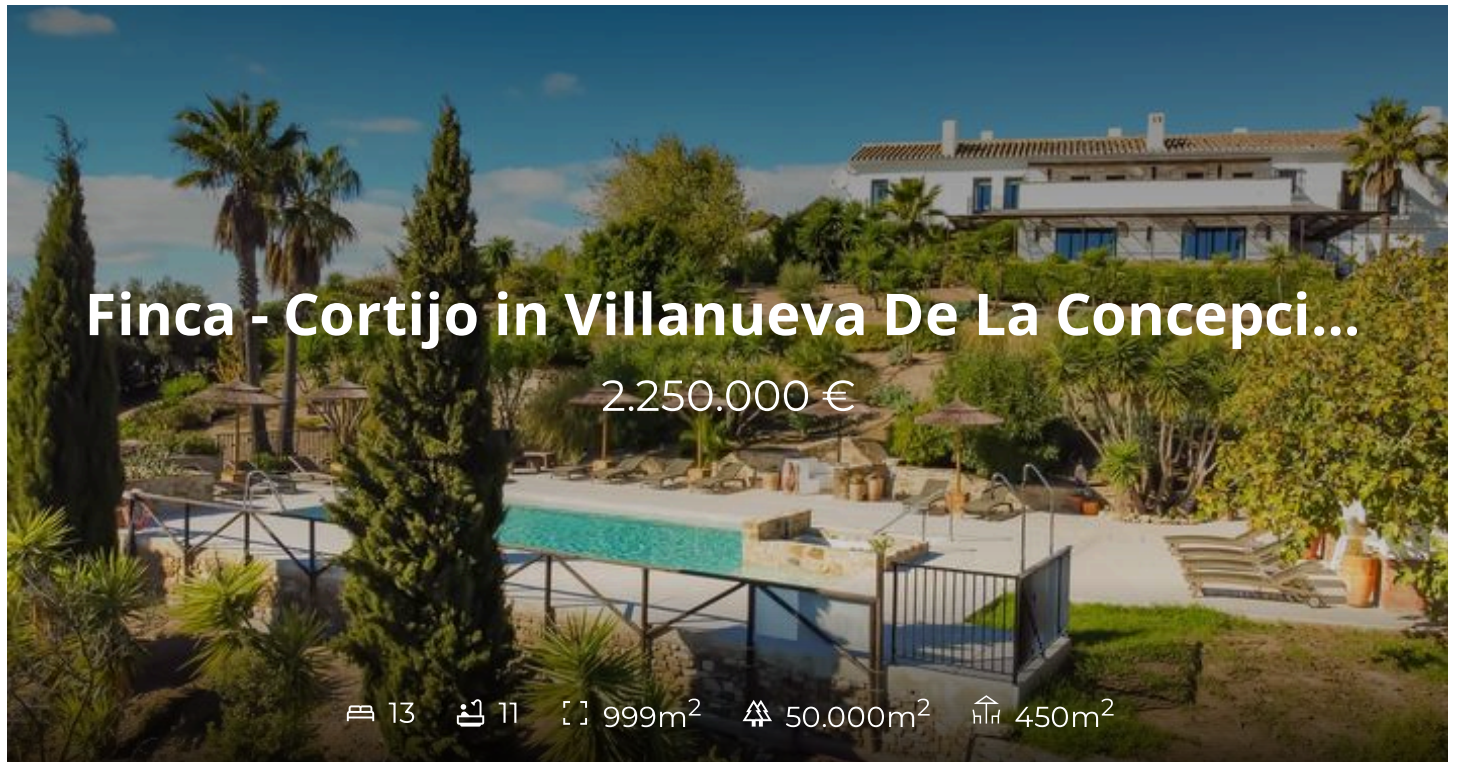 Finca - Cortijo in Villanueva De La Concepci...
2.250.000 €
13 11 999m² 50.000m² 450m²